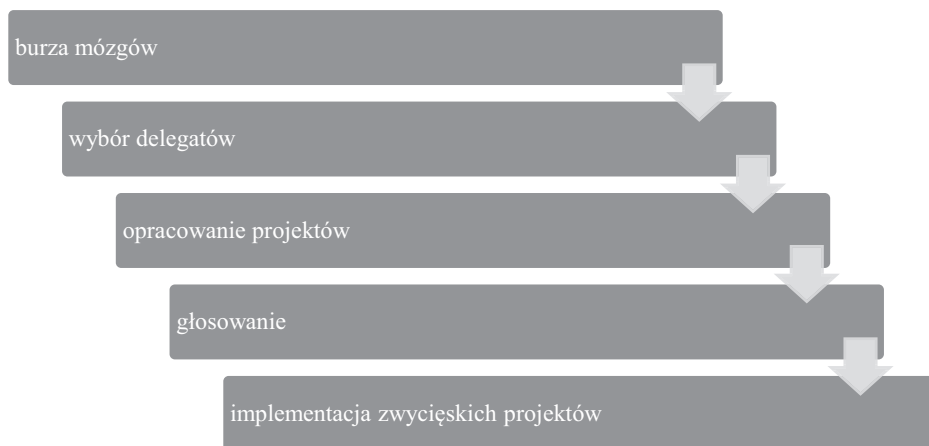 burza mózgów
wybór delegatów
opracowanie projektów
głosowanie
implementacja zwycięskich projektów